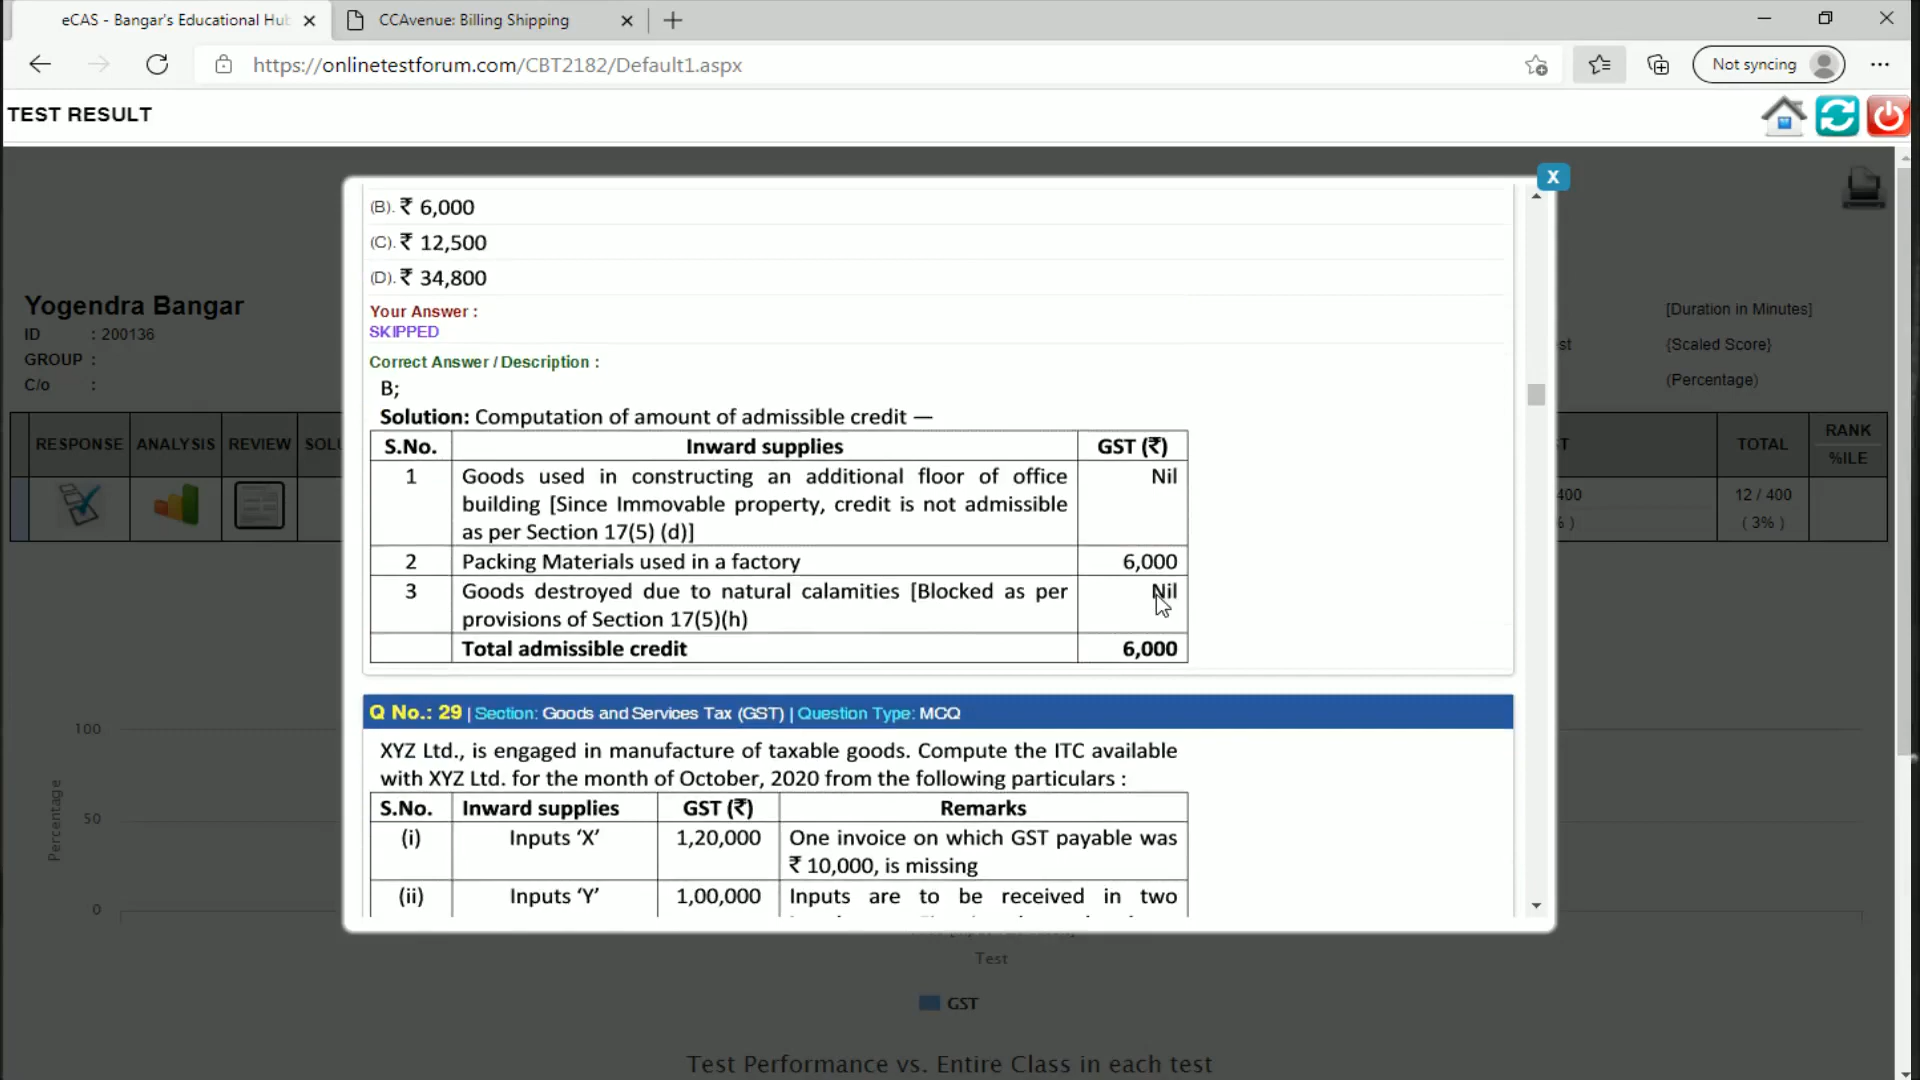 eCAS - Bangar's Educational Hu
CCAvenue: Billing Shipping
https://onlinetestforum.com/CBT2182/Default1.aspx
Not syncing
TEST RESULT
X
(B). ₹ 6,000
(C). ₹ 12,500
(D). ₹ 34,800
Your Answer :
SKIPPED
Correct Answer / Description :
B;
Solution: Computation of amount of admissible credit —
S.No. Inward supplies GST (₹)
1 Goods used in constructing an additional floor of office Nil
building [Since Immovable property, credit is not admissible
as per Section 17(5) (d)]
2 Packing Materials used in a factory 6,000
3 Goods destroyed due to natural calamities [Blocked as per Nil
provisions of Section 17(5)(h)
Total admissible credit 6,000
Q No.: 29 | Section: Goods and Services Tax (GST) | Question Type: MCQ
XYZ Ltd., is engaged in manufacture of taxable goods. Compute the ITC available
with XYZ Ltd. for the month of October, 2020 from the following particulars :
S.No. Inward supplies GST (₹) Remarks
(i) Inputs ‘X’ 1,20,000 One invoice on which GST payable was
₹ 10,000, is missing
(ii) Inputs ‘Y’ 1,00,000 Inputs are to be received in two
Yogendra Bangar
ID : 200136
GROUP :
C/o :
[Duration in Minutes]
st {Scaled Score}
(Percentage)
RESPONSE ANALYSIS REVIEW SOLU
T TOTAL RANK
%ILE
400 12 / 400
% ) ( 3% )
100
50
0
Percentage
Test
GST
Test Performance vs. Entire Class in each test